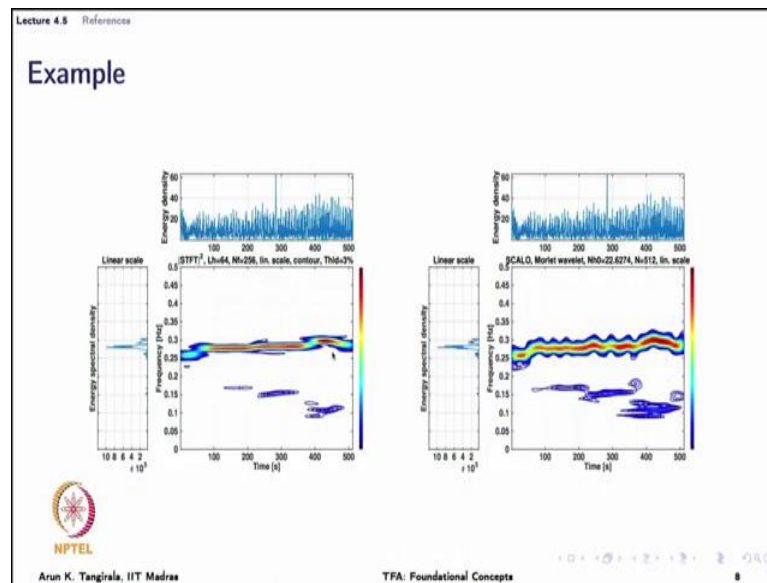 Lecture 4.5 References
Example
Energy density
60
40
20
100 200 300 400 500
Linear scale
|STFT|², Lh=64, Nf=256, lin. scale, contour, Thld=3%
Energy spectral density
Frequency [Hz]
0.5
0.45
0.4
0.35
0.3
0.25
0.2
0.15
0.1
0.05
0
10 8 6 4 2
100 200 300 400 500
Time [s]
Energy density
60
40
20
100 200 300 400 500
Linear scale
SCALO, Morlet wavelet, Nh0=22.6274, N=512, lin. scale
Energy spectral density
Frequency [Hz]
0.5
0.45
0.4
0.35
0.3
0.25
0.2
0.15
0.1
0.05
0
10 8 6 4 2
100 200 300 400 500
Time [s]
NPTEL
Arun K. Tangirala, IIT Madras TFA: Foundational Concepts 8